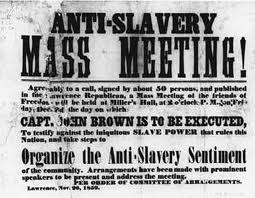 ANTI-SLAVERY
MASS MEETING!
Agreeably to a call, signed by about 50 persons, and published
in the Lawrence Republican, a Mass Meeting of the friends of
Freedom will be held at Miller's Hall, at 2 o'clock P. M., on Fri
day, Dec. 2d the day on which
CAPT. JOHN BROWN IS TO BE EXECUTED,
To testify against the iniquitous SLAVE POWER that rules this
Nation, and take steps to
Organize the Anti-Slavery Sentiment
of the community. Arrangements have been made with prominent
speakers to be present and address the meeting.
PER ORDER OF COMMITTEE OF ARRANGEMENTS.
Lawrence, Nov. 26, 1859.